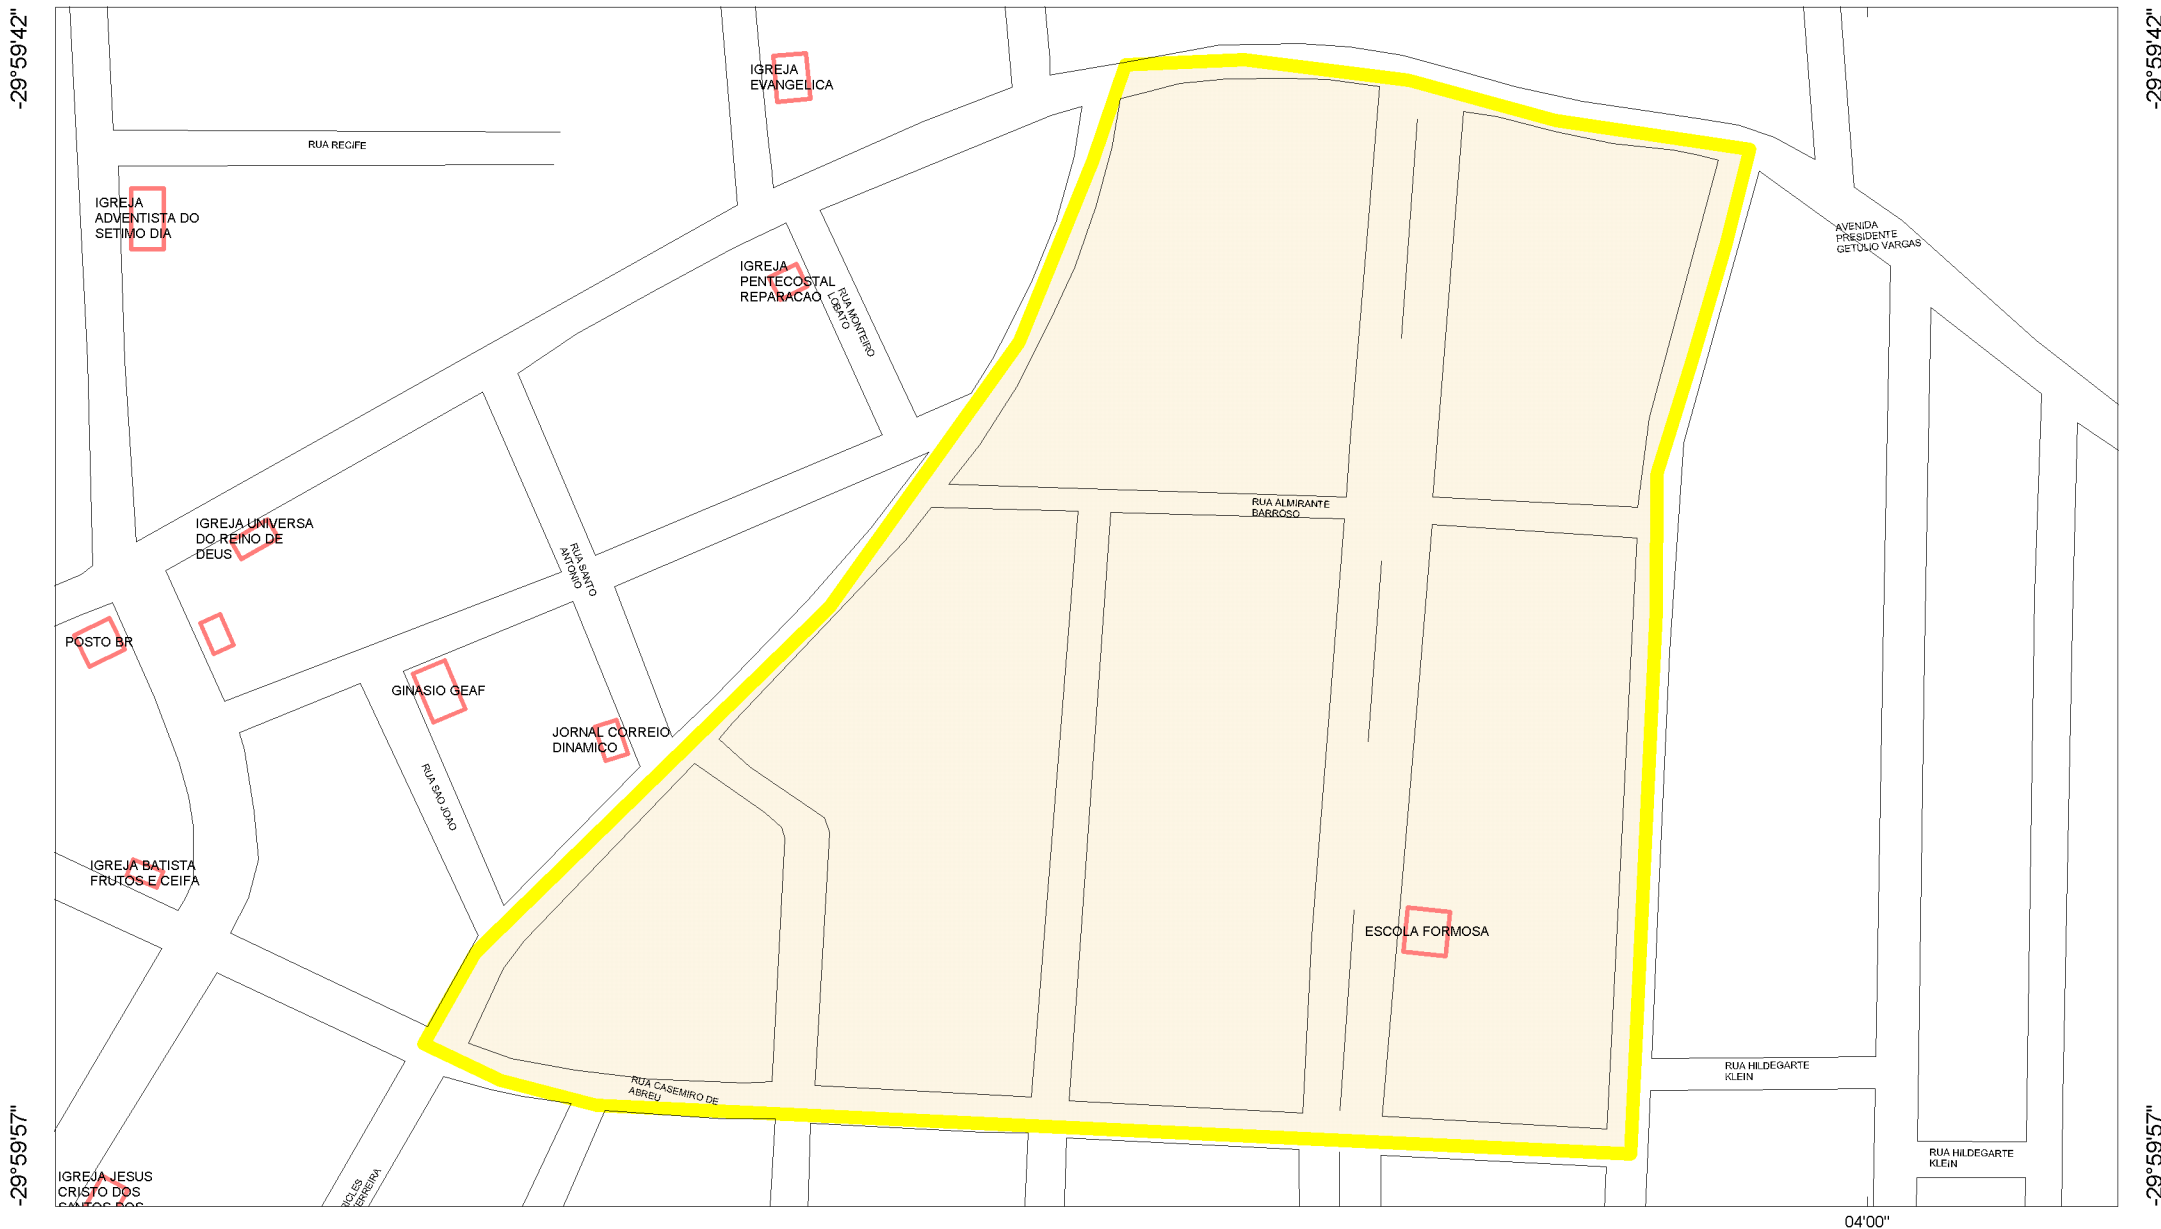 -29°59'42"
-29°59'42"
IGREJA
EVANGELICA
RUA RECIFE
IGREJA
ADVENTISTA DO
SETIMO DIA
AVENIDA
PRESIDENTE
GETÚLIO VARGAS
IGREJA
PENTECOSTAL
REPARACAO
RUA MONTEIRO
LOBATO
RUA ALMIRANTE
BARROSO
IGREJA UNIVERSA
DO REINO DE
DEUS
RUA SANTO
ANTONIO
POSTO BR
GINASIO GEAF
JORNAL CORREIO
DINAMICO
RUA SAO JOAO
IGREJA BATISTA
FRUTOS E CEIFA
ESCOLA FORMOSA
RUA CASEMIRO DE
ABREU
RUA HILDEGARTE
KLEIN
RUA HILDEGARTE
KLEIN
IGREJA JESUS
CRISTO DOS
SANTOS DOS
-29°59'57"
-29°59'57"
04'00"